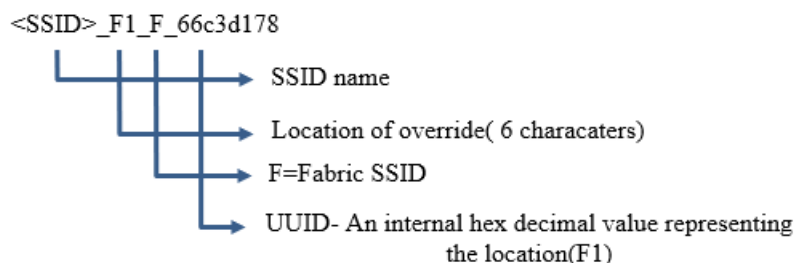 <SSID>_F1_F_66c3d178
SSID name
Location of override( 6 characaters)
F=Fabric SSID
UUID- An internal hex decimal value representing
the location(F1)